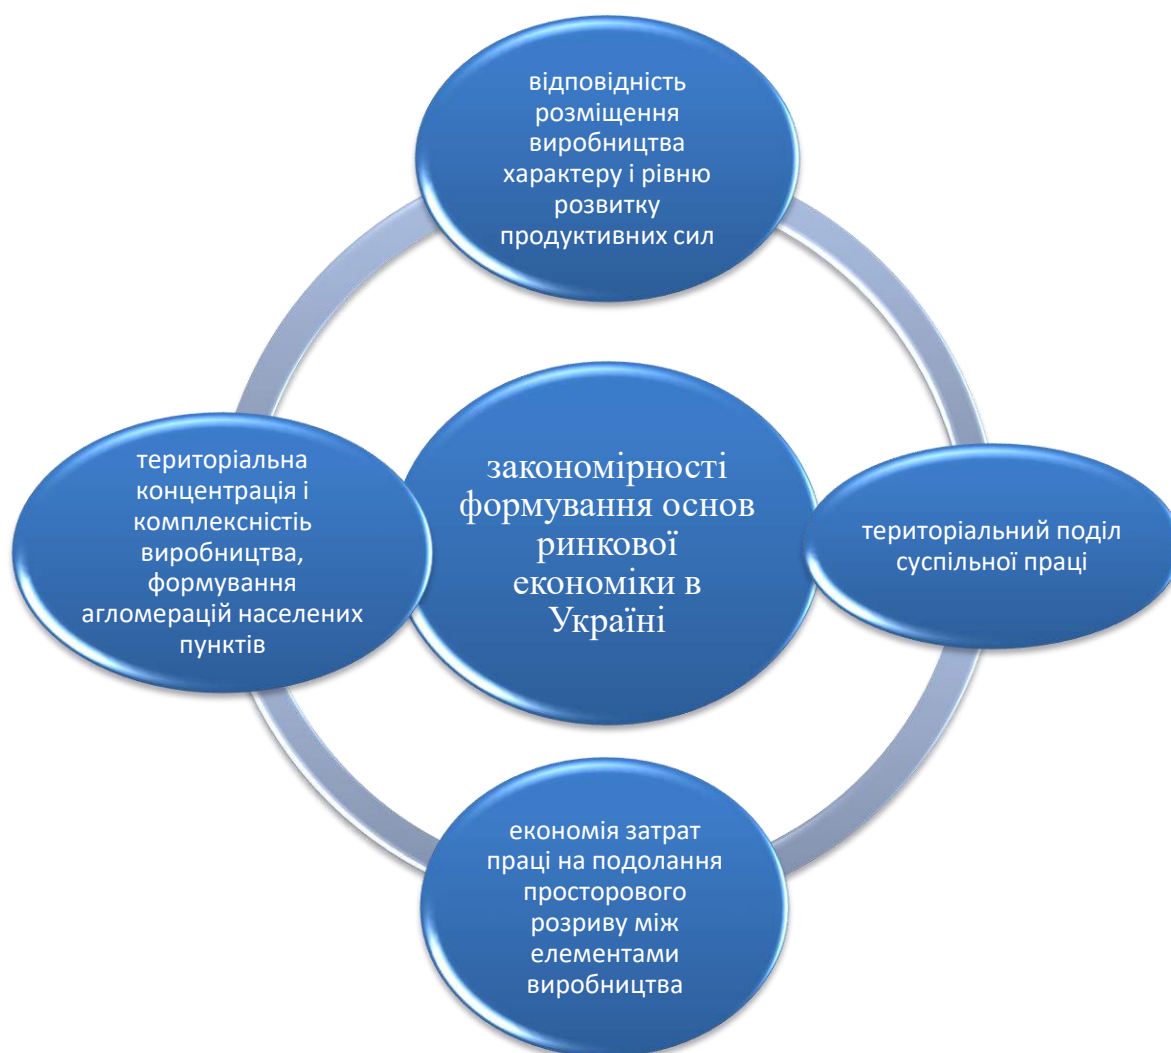 відповідність
розміщення
виробництва
характеру і рівню
розвитку
продуктивних сил
територіальна
концентрація і
комплексністіь
виробництва,
формування
агломерацій населених
пунктів
закономірності
формування основ
ринкової
економіки в
Україні
територіальний поділ
суспільної праці
економія затрат
праці на подолання
просторового
розриву між
елементами
виробництва